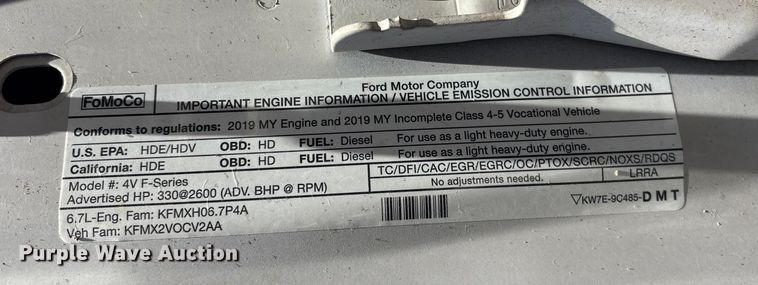 FoMoCo
Ford Motor Company
IMPORTANT ENGINE INFORMATION / VEHICLE EMISSION CONTROL INFORMATION
Conforms to regulations: 2019 MY Engine and 2019 MY Incomplete Class 4-5 Vocational Vehicle
U.S. EPA: HDE/HDV OBD: HD FUEL: Diesel For use as a light heavy-duty engine.
California: HDE OBD: HD FUEL: Diesel For use as a light heavy-duty engine.
Model #: 4V F-Series TC/DFI/CAC/EGR/EGRC/OC/PTOX/SCRC/NOXS/RDQS
Advertised HP: 330@2600 (ADV. BHP @ RPM) No adjustments needed. LRRA
6.7L-Eng. Fam: KFMXH06.7P4A
Veh Fam: KFMX2VOCV2AA
KW7E-9C485-DMT
Purple Wave Auction